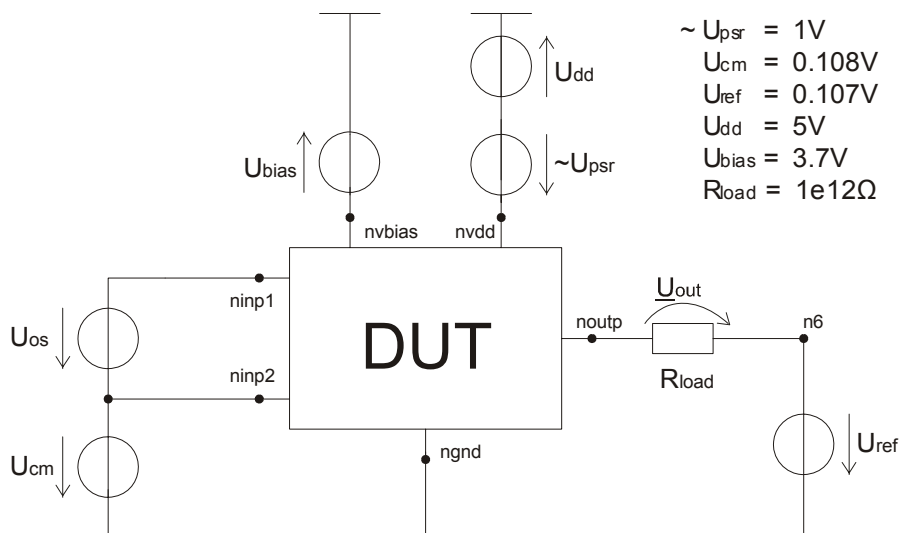 ~ Upsr = 1V
Ucm = 0.108V
Uref = 0.107V
Udd = 5V
Ubias = 3.7V
Rload = 1e12Ω
Udd
Ubias
~Upsr
nvbias
nvdd
ninp1
Uos
ninp2
DUT
Uout
noutp
n6
Rload
Ucm
ngnd
Uref